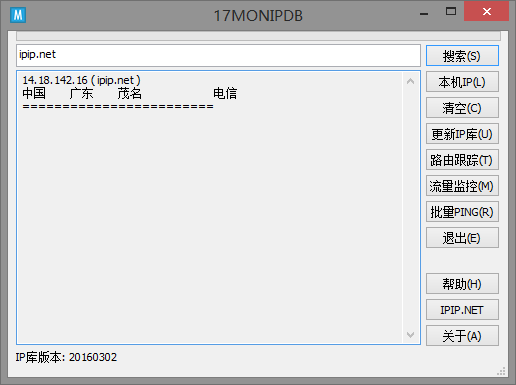 M
17MONIPDB
ipip.net
搜索(S)
14.18.142.16 ( ipip.net )
中国 广东 茂名 电信
========================
本机IP(L)
清空(C)
更新IP库(U)
路由跟踪(T)
流量监控(M)
批量PING(R)
退出(E)
帮助(H)
IPIP.NET
关于(A)
IP库版本: 20160302